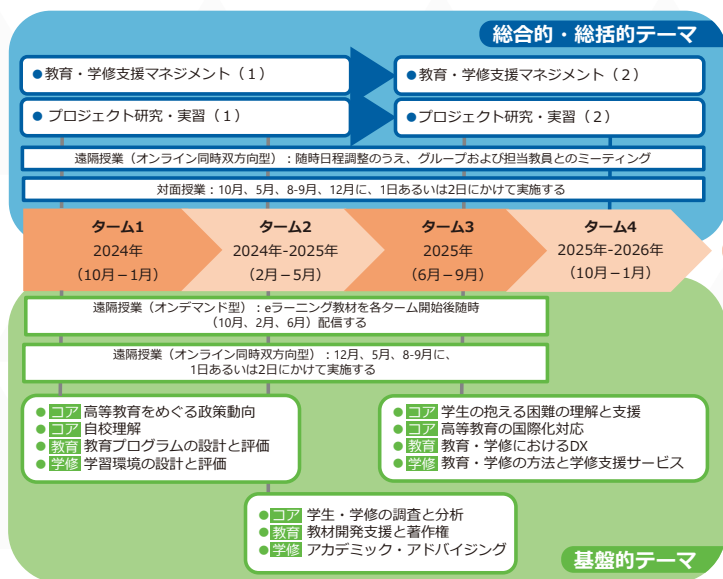 総合的・総括的テーマ
●教育・学修支援マネジメント（１）
●教育・学修支援マネジメント（２）
●プロジェクト研究・実習（１）
●プロジェクト研究・実習（２）
遠隔授業（オンライン同時双方向型）：随時日程調整のうえ、グループおよび担当教員とのミーティング
対面授業：10月、5月、8-9月、12月に、1日あるいは2日にかけて実施する
ターム1
2024年
（10月－1月）
ターム2
2024年-2025年
（2月－5月）
ターム3
2025年
（6月－9月）
ターム4
2025年-2026年
（10月－1月）
遠隔授業（オンデマンド型）：eラーニング教材を各ターム開始後随時
（10月、2月、6月）配信する
遠隔授業（オンライン同時双方向型）：12月、5月、8-9月に、
1日あるいは2日にかけて実施する
●コア 高等教育をめぐる政策動向
●コア 自校理解
●教育 教育プログラムの設計と評価
●学修 学習環境の設計と評価
●コア 学生の抱える困難の理解と支援
●コア 高等教育の国際化対応
●教育 教育・学修におけるDX
●学修 教育・学修の方法と学修支援サービス
●コア 学生・学修の調査と分析
●教育 教材開発支援と著作権
●学修 アカデミック・アドバイジング
基盤的テーマ